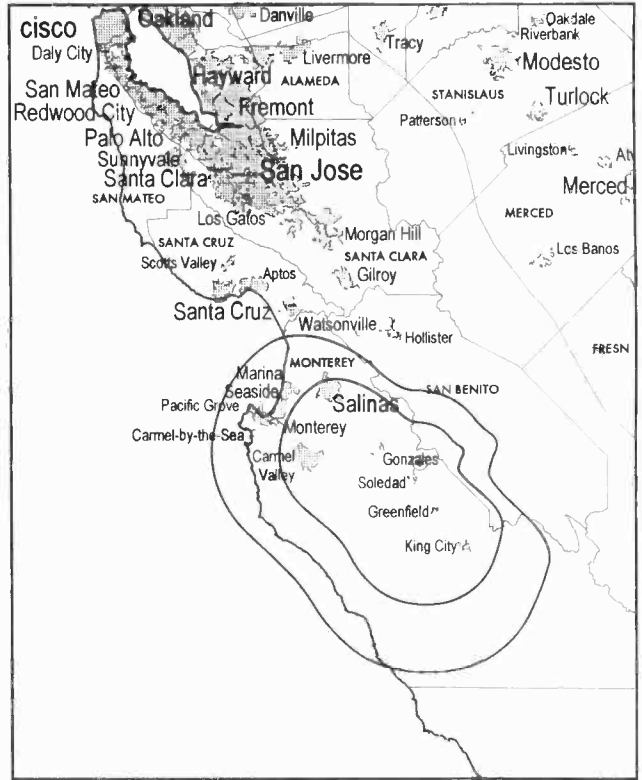 Danville
Oakland
Oakdale
cisco
Riverbank
Daly City
Tracy
Livermore
Modesto
Hayward
ALAMEDA
San Mateo
STANISLAUS
Turlock
Redwood City
Fremont
Patterson
Palo Alto
Milpitas
Sunnyvale
Livingston
At
San Jose
Santa Clara
Merced
SAN MATEO
MERCED
Los Gatos
Morgan Hill
SANTA CRUZ
Los Banos
SANTA CLARA
Scotts Valley
Aptos
Gilroy
Santa Cruz
Watsonville
Hollister
FRESN
MONTEREY
Marina
SAN BENITO
Seaside
Pacific Grove
Salinas
Monterey
Carmel-by-the-Sea
Carmel
Valley
Gonzales
Soledad
Greenfield
King City